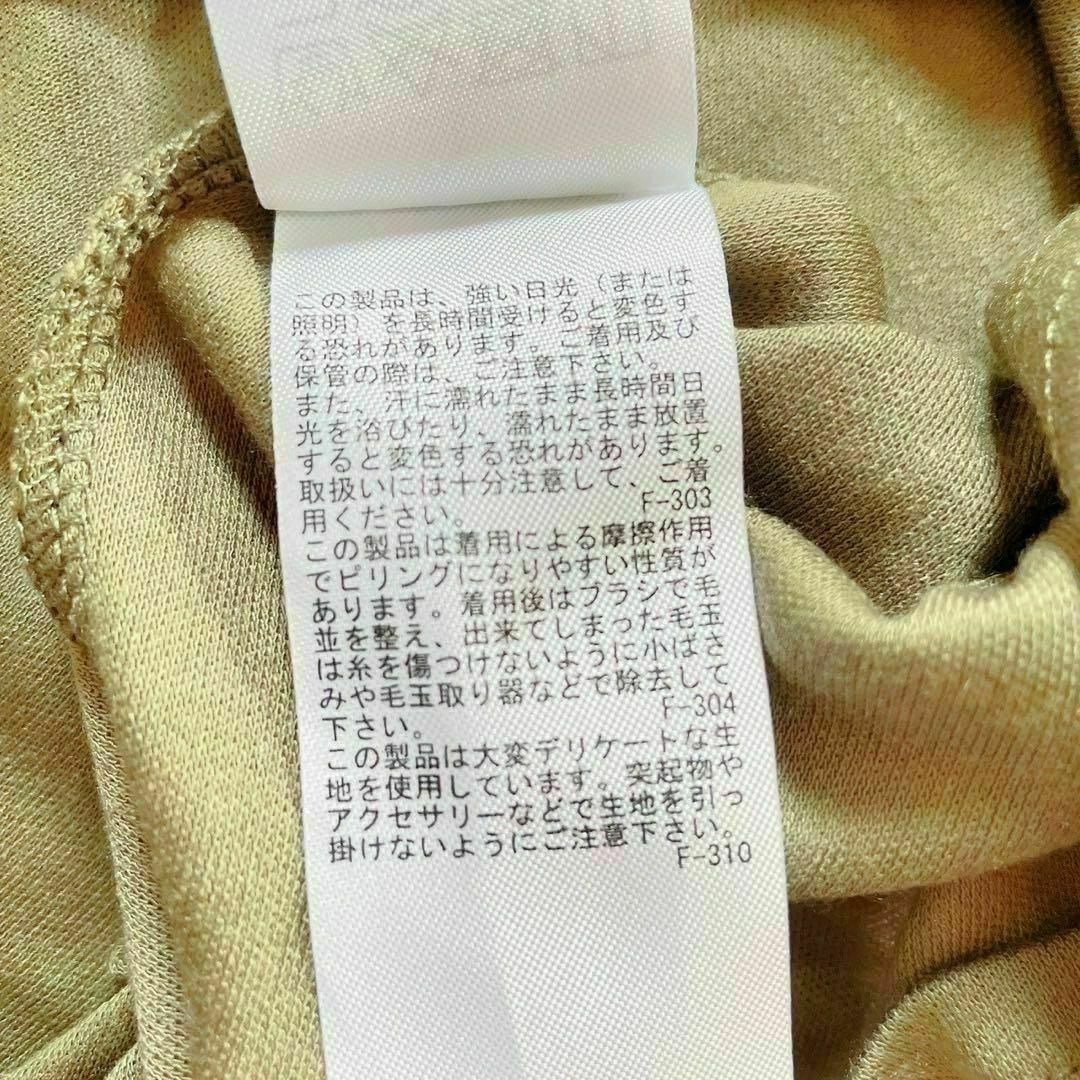 この製品は、強い日光(または
照明)を長時間受けると変色す
る恐れがあります。ご着用及び
保管の際は、ご注意下さい。
また、汗に濡れたまま長時間日
光を浴びたり、濡れたまま放置
すると変色する恐れがあります。
取扱いには十分注意して、ご着
用ください。 F-303
この製品は着用による摩擦作用
でピリングになりやすい性質が
あります。着用後はブラシで毛
並を整え、出来てしまった毛玉
は糸を傷つけないように小ばさ
みや毛玉取り器などで除去して
下さい。 F-304
この製品は大変デリケートな生
地を使用しています。突起物や
アクセサリーなどで生地を引っ
掛けないようにご注意下さい。
F-310